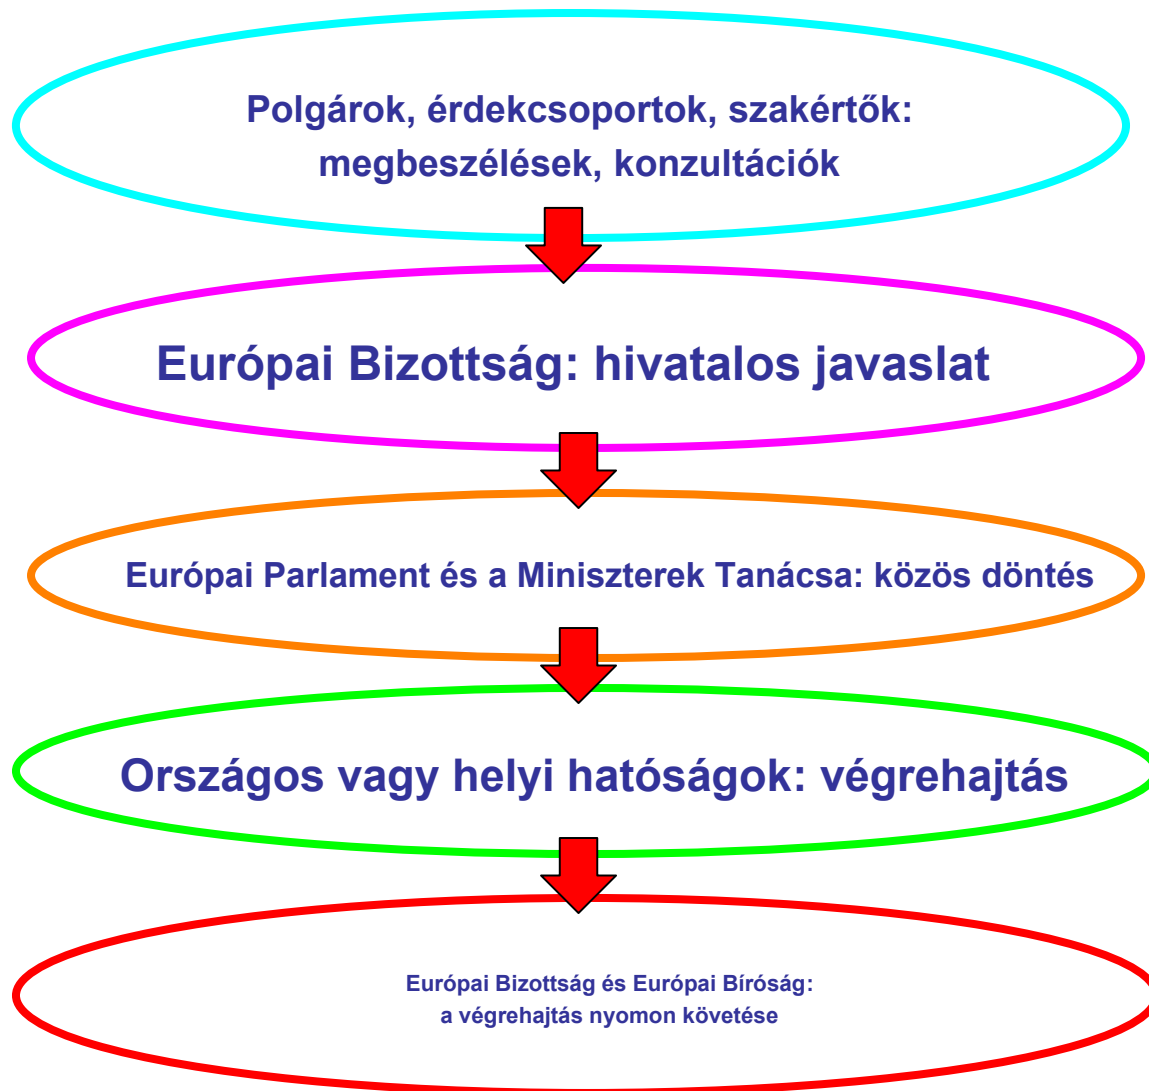 Polgárok, érdekcsoportok, szakértők:
megbeszélések, konzultációk
Európai Bizottság: hivatalos javaslat
Európai Parlament és a Miniszterek Tanácsa: közös döntés
Országos vagy helyi hatóságok: végrehajtás
Európai Bizottság és Európai Bíróság:
a végrehajtás nyomon követése